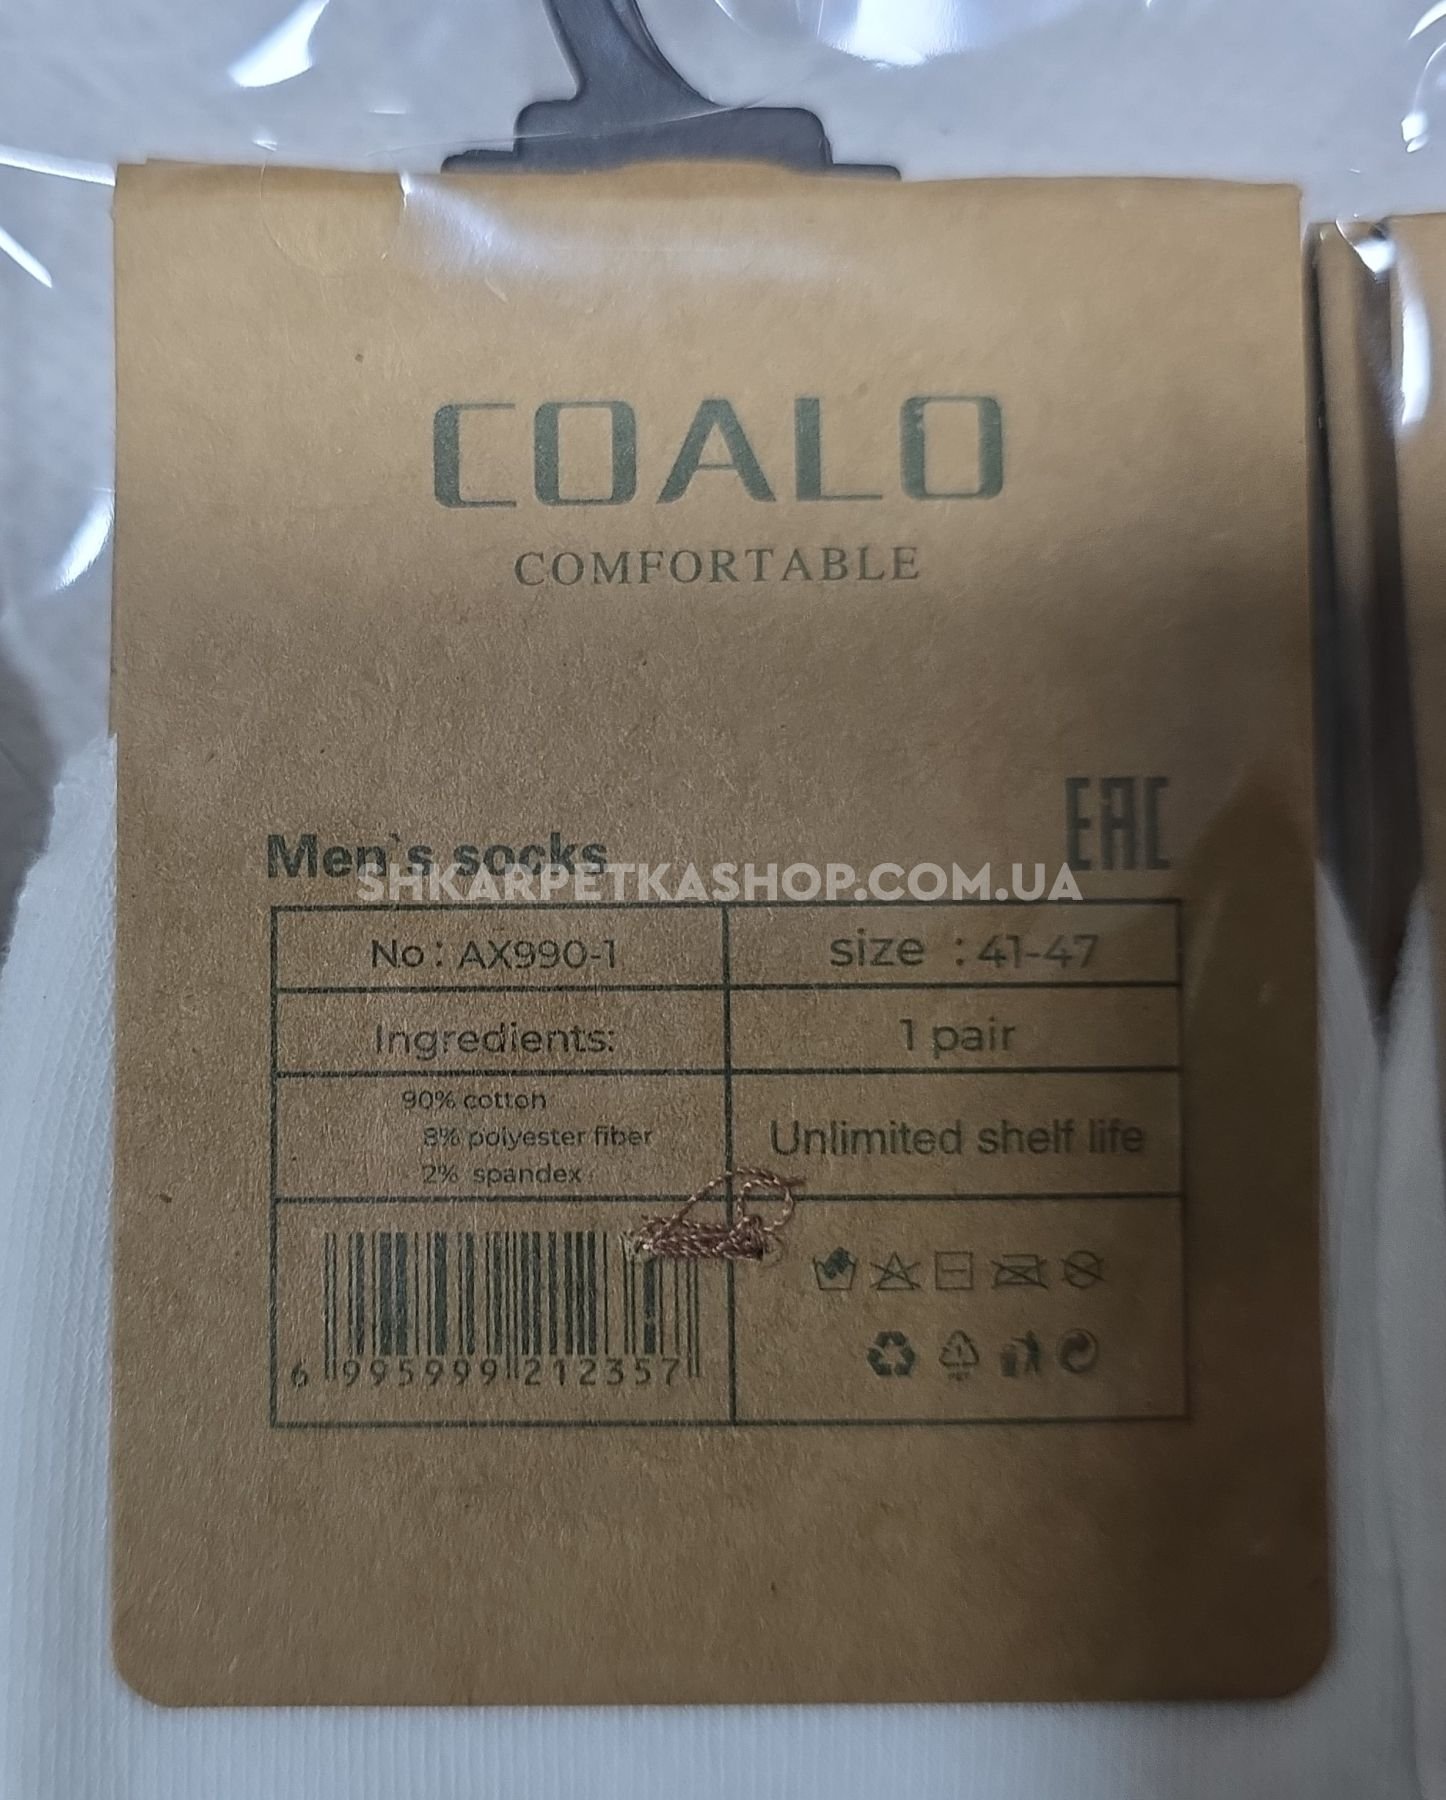 COALO
COMFORTABLE
EAC
Men`s socks
SHKARPETKASHOP.COM.UA
No: AX990-1
size : 41-47
Ingredients:
1 pair
90% cotton
8% polyester fiber
2% spandex
Unlimited shelf life
6 995999 212357